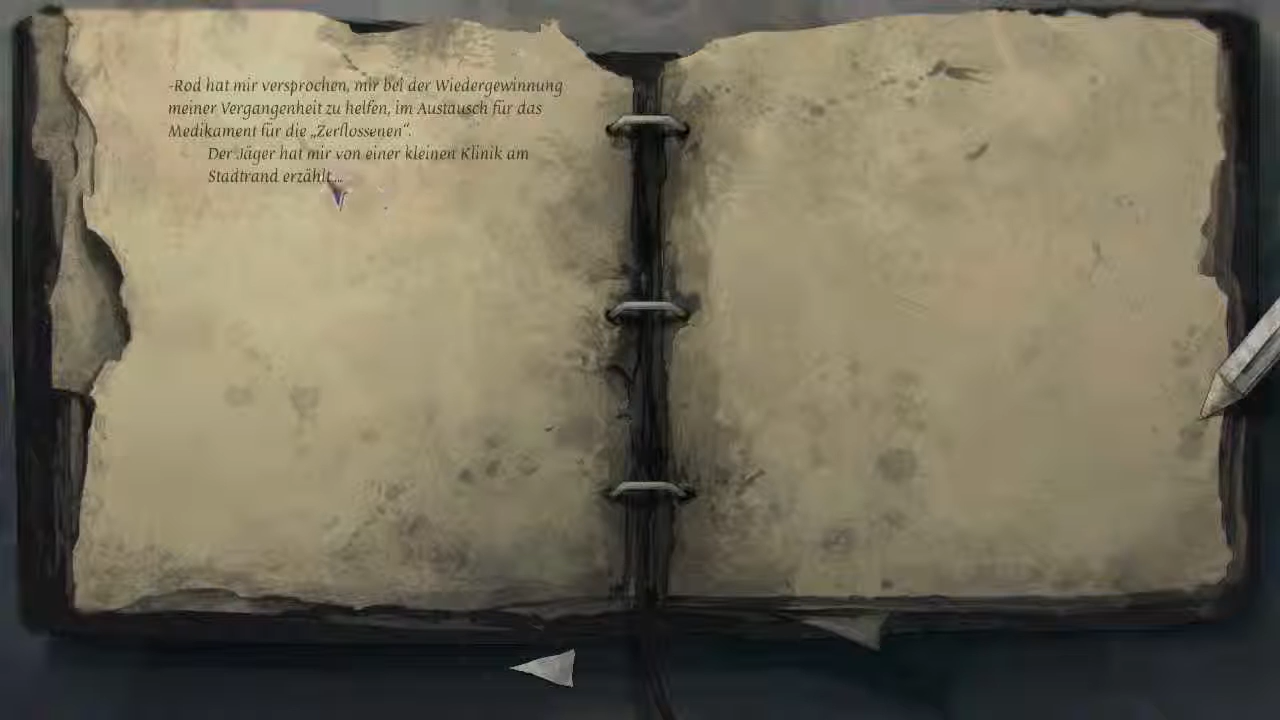 -Rod hat mir versprochen, mir bei der Wiedergewinnung
meiner Vergangenheit zu helfen, im Austausch für das
Medikament für die „Zerflossenen“.
Der Jäger hat mir von einer kleinen Klinik am
Stadtrand erzählt...